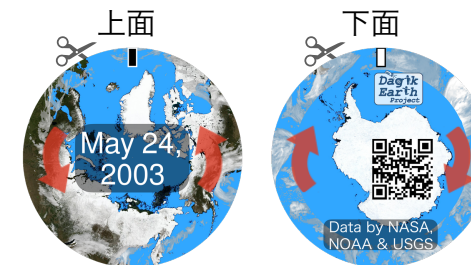 上面
下面
May 24,
2003
Dagik
Earth
Project
Data by NASA,
NOAA & USGS